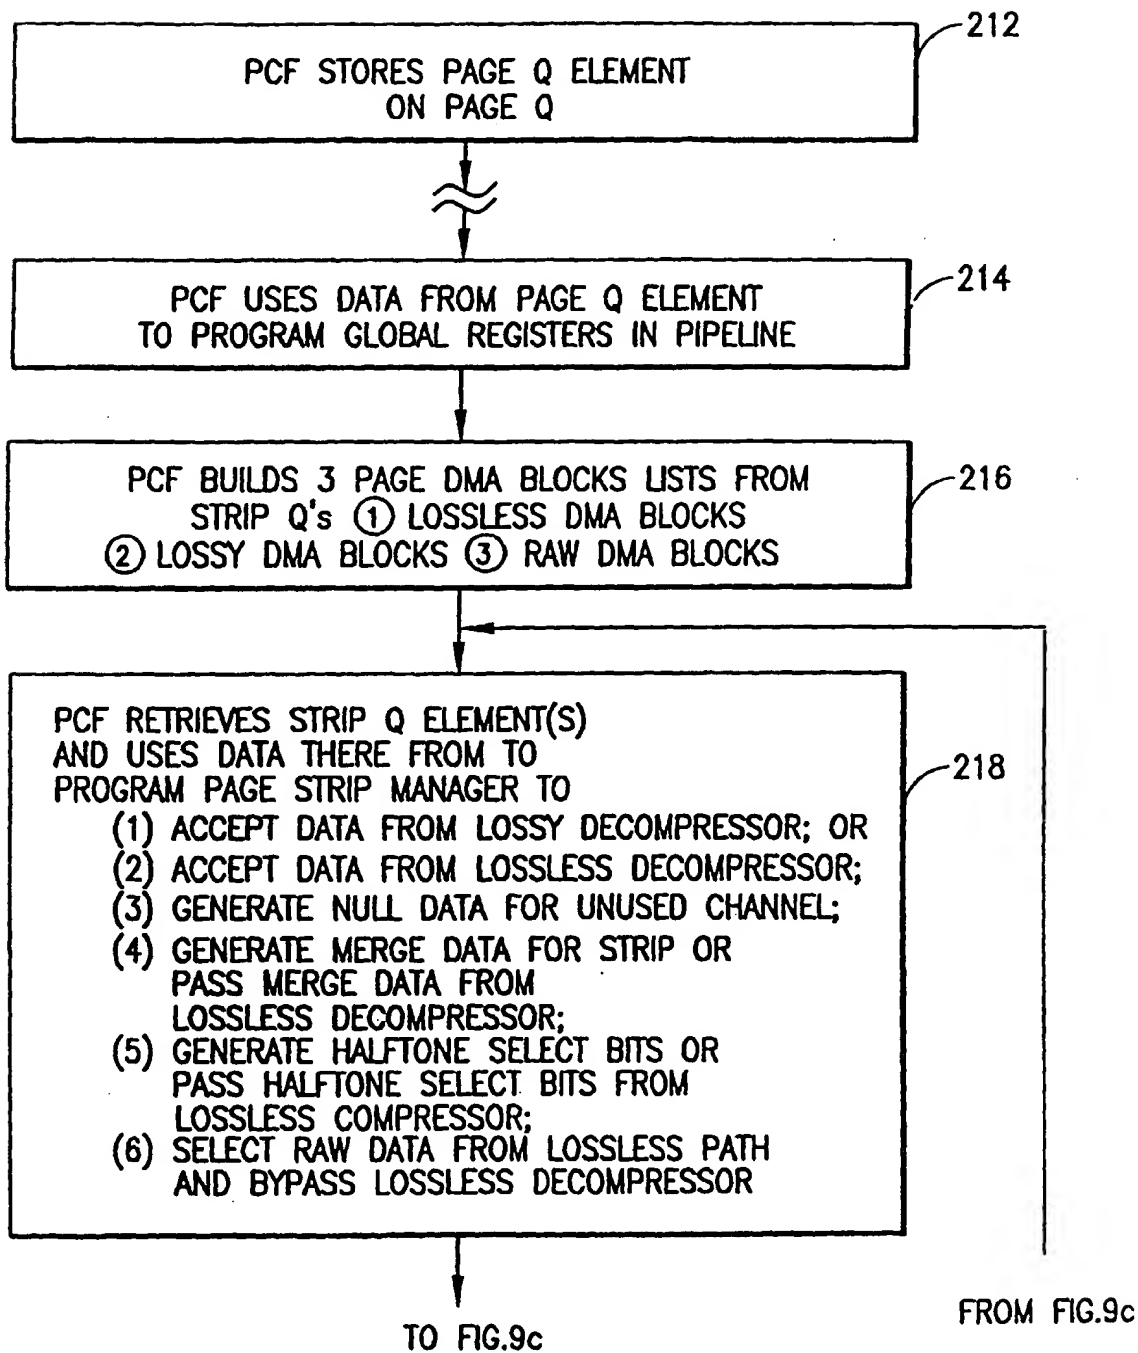 212
PCF STORES PAGE Q ELEMENT
ON PAGE Q
214
PCF USES DATA FROM PAGE Q ELEMENT
TO PROGRAM GLOBAL REGISTERS IN PIPELINE
216
PCF BUILDS 3 PAGE DMA BLOCKS LISTS FROM
STRIP Q's ① LOSSLESS DMA BLOCKS
② LOSSY DMA BLOCKS ③ RAW DMA BLOCKS
PCF RETRIEVES STRIP Q ELEMENT(S)
AND USES DATA THERE FROM TO
PROGRAM PAGE STRIP MANAGER TO
218
(1) ACCEPT DATA FROM LOSSY DECOMPRESSOR; OR
(2) ACCEPT DATA FROM LOSSLESS DECOMPRESSOR;
(3) GENERATE NULL DATA FOR UNUSED CHANNEL;
(4) GENERATE MERGE DATA FOR STRIP OR
PASS MERGE DATA FROM
LOSSLESS DECOMPRESSOR;
(5) GENERATE HALFTONE SELECT BITS OR
PASS HALFTONE SELECT BITS FROM
LOSSLESS COMPRESSOR;
(6) SELECT RAW DATA FROM LOSSLESS PATH
AND BYPASS LOSSLESS DECOMPRESSOR
FROM FIG.9c
TO FIG.9c